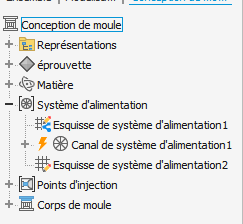 Conception de moule
Représentations
éprouvette
Matière
Système d'alimentation
Esquisse de système d'alimentation1
Canal de système d'alimentation1
Esquisse de système d'alimentation2
Points d'injection
Corps de moule